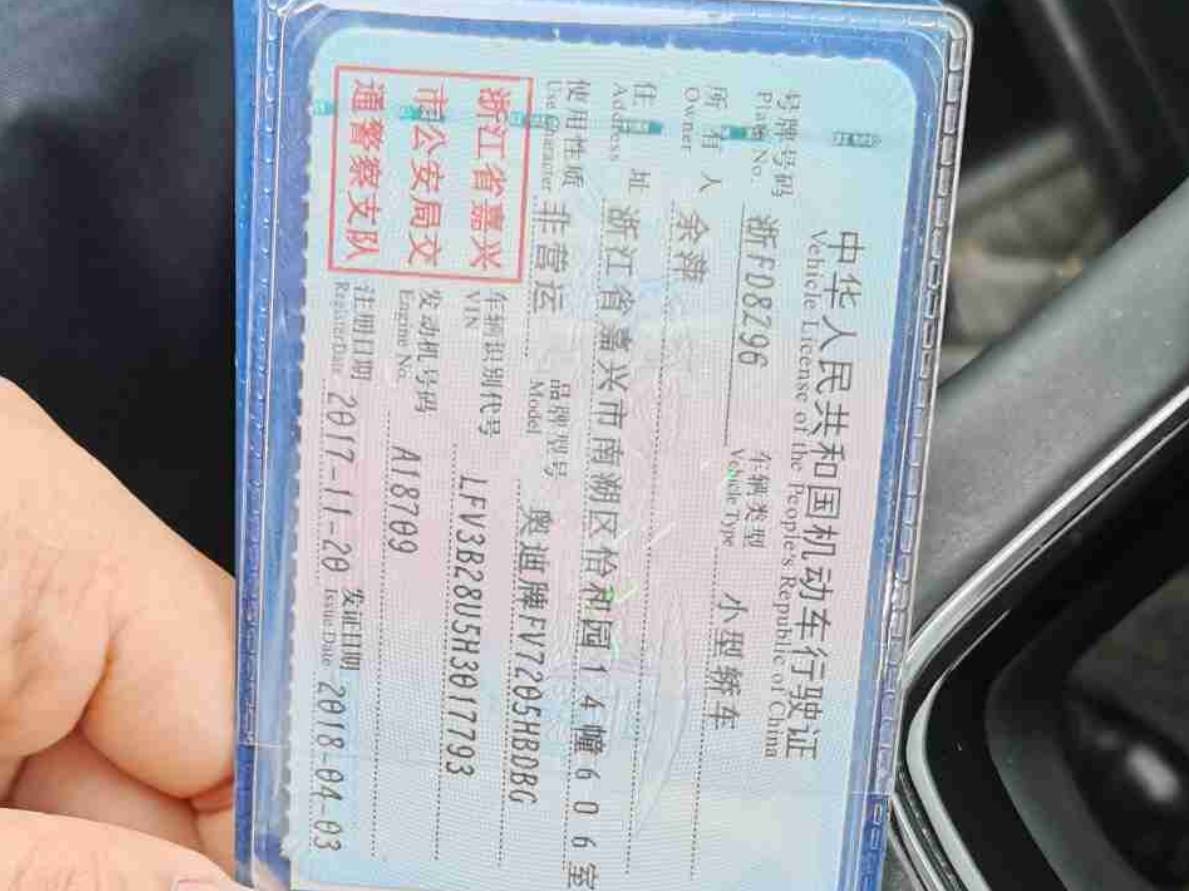 中华人民共和国机动车行驶证
Vehicle License of the People's Republic of China
号牌号码 浙FD8Z96 车辆类型 小型轿车
Plate No. Vehicle Type
所有人 余萍
Owner
住址 浙江省嘉兴市南湖区怡和园14幢606室
Address
使用性质 非营运 品牌型号 奥迪牌FV7205HBDBG
Use Character Model
浙江省嘉兴
市公安局交
通警察支队
车辆识别代号 LFV3B28U5H3017793
VIN
发动机号码 A18709
Engine No.
注册日期 2017-11-20 发证日期 2018-04-03
Register Date Issue Date